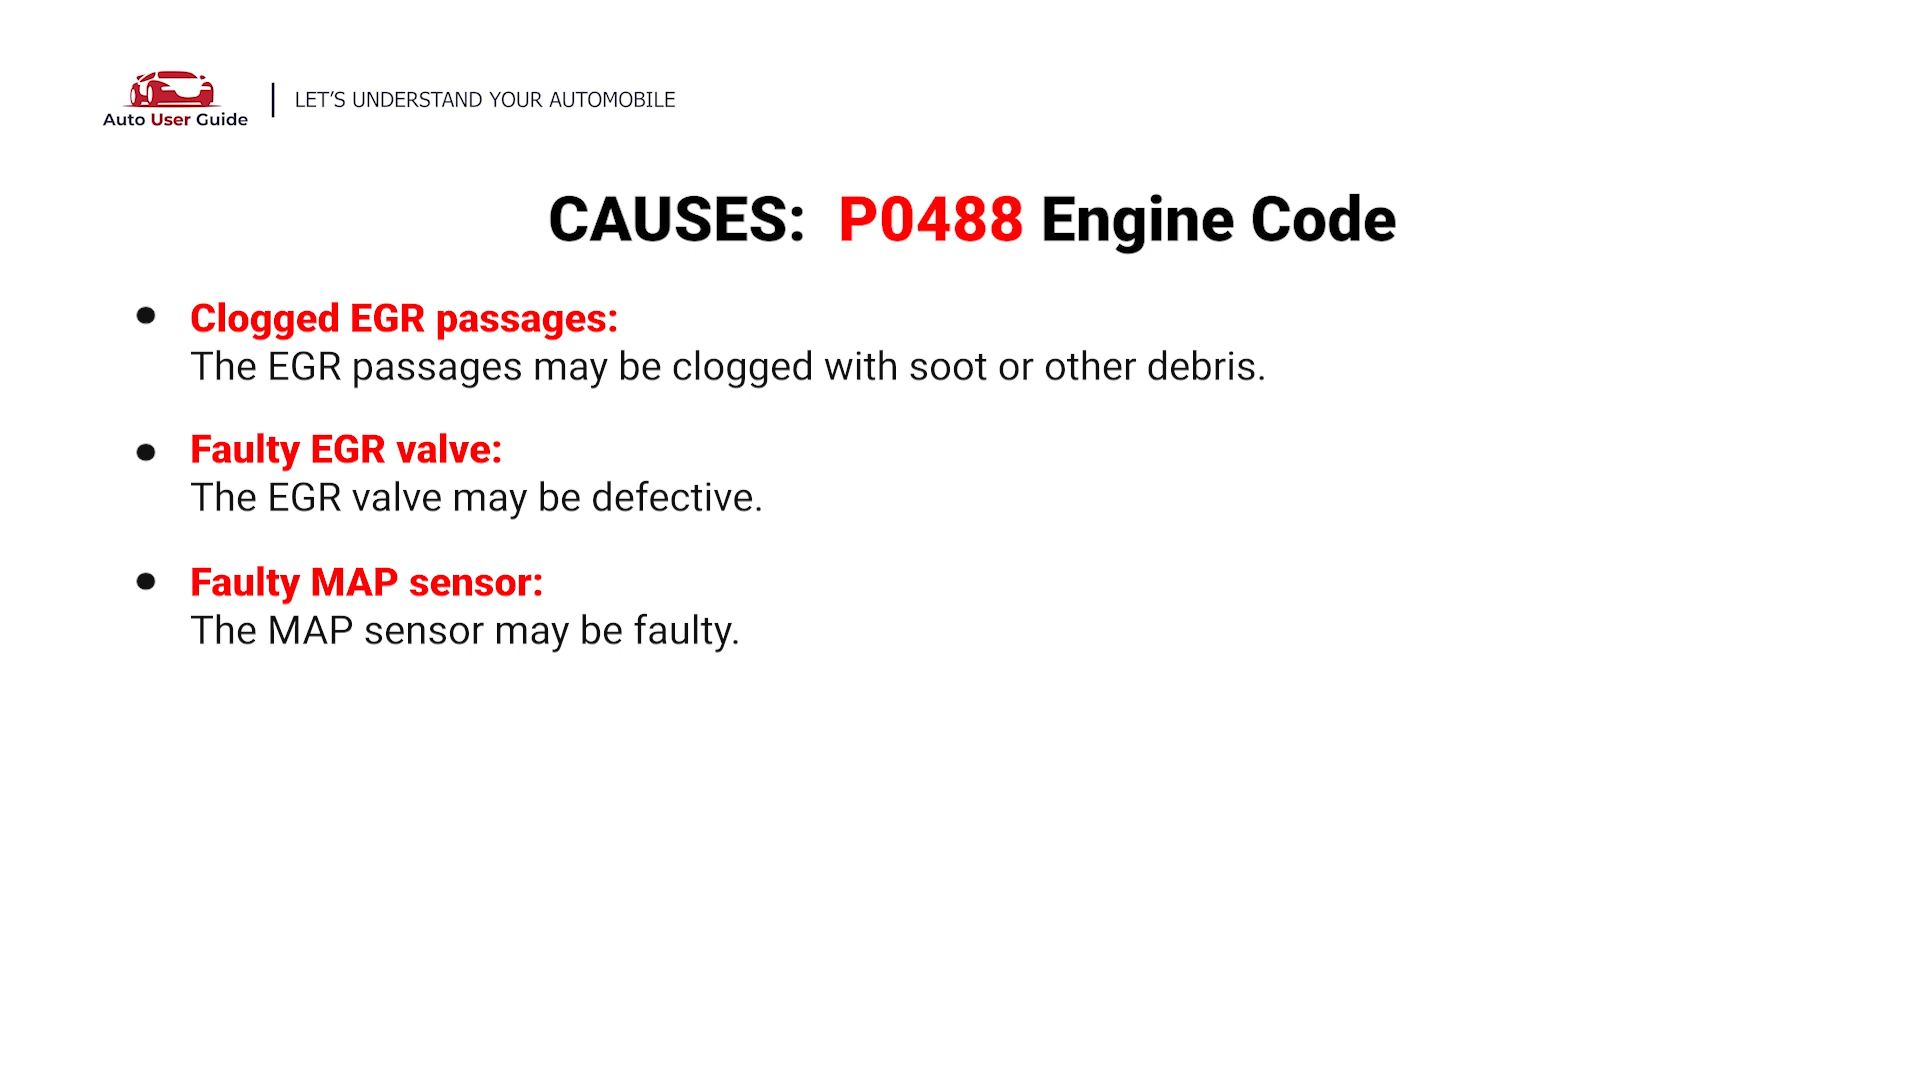 Auto User Guide
LET'S UNDERSTAND YOUR AUTOMOBILE
CAUSES: P0488 Engine Code
Clogged EGR passages:
The EGR passages may be clogged with soot or other debris.
Faulty EGR valve:
The EGR valve may be defective.
Faulty MAP sensor:
The MAP sensor may be faulty.